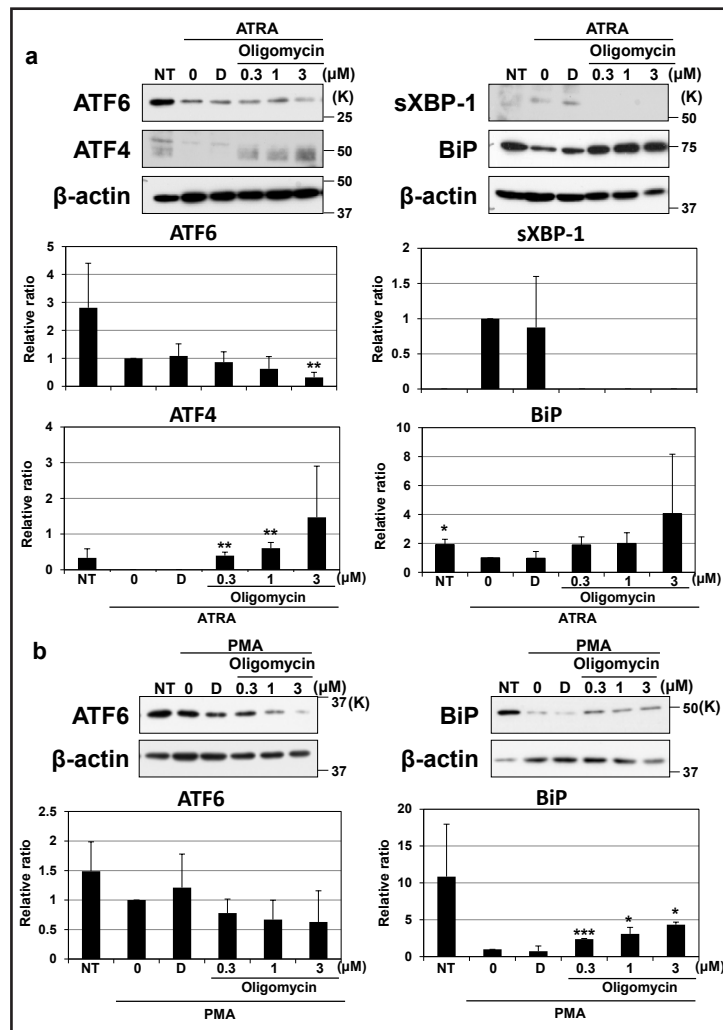 a
ATRA
Oligomycin
NT 0 D 0.3 1 3 (μM)
(K)
ATF6
25
ATF4
50
β-actin
50
37
ATRA
Oligomycin
NT 0 D 0.3 1 3 (μM)
(K)
sXBP-1
50
BiP
75
β-actin
37
ATF6
Relative ratio
5
4
3
2
1
0
**
sXBP-1
Relative ratio
2
1.5
1
0.5
0
ATF4
Relative ratio
4
3
2
1
0
** **
NT 0 D 0.3 1 3 (μM)
Oligomycin
ATRA
BiP
Relative ratio
10
8
6
4
2
0
*
NT 0 D 0.3 1 3 (μM)
Oligomycin
ATRA
b
PMA
Oligomycin
NT 0 D 0.3 1 3 (μM)
37 (K)
ATF6
β-actin
37
PMA
Oligomycin
NT 0 D 0.3 1 3 (μM)
BiP
50(K)
β-actin
37
ATF6
Relative ratio
2.5
2
1.5
1
0.5
0
NT 0 D 0.3 1 3 (μM)
Oligomycin
PMA
BiP
Relative ratio
20
15
10
5
0
*** * *
NT 0 D 0.3 1 3 (μM)
Oligomycin
PMA